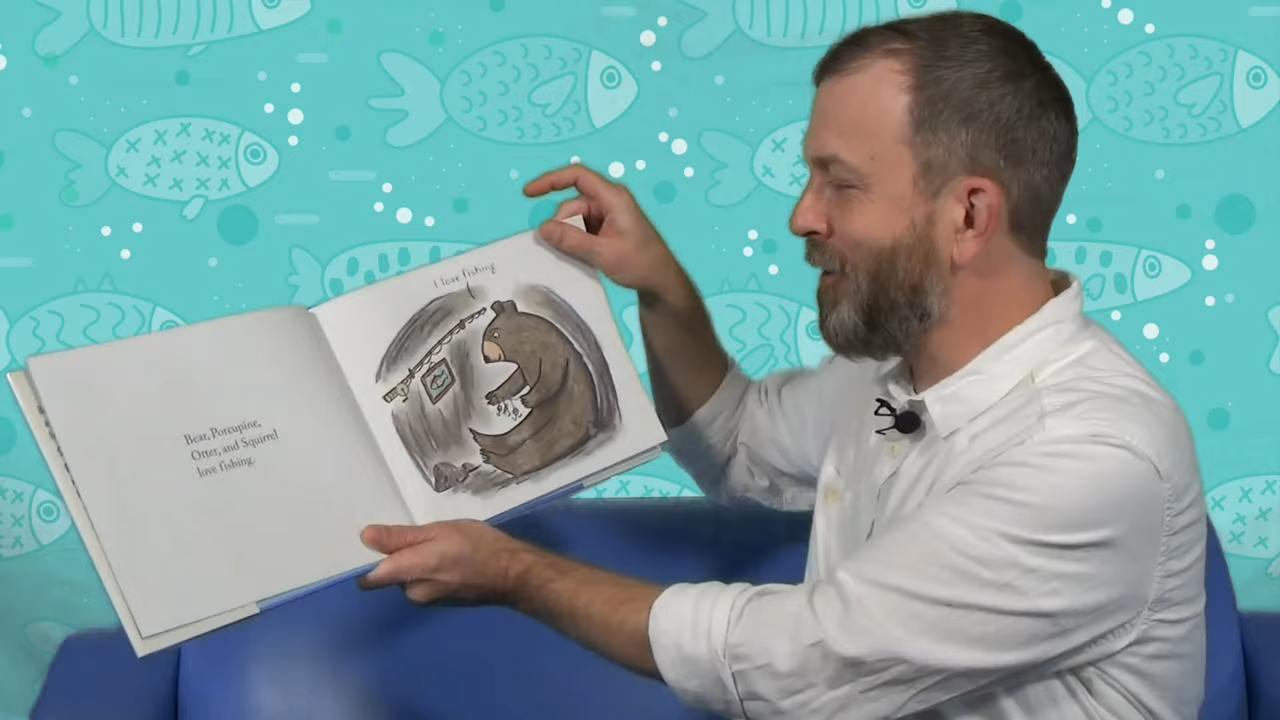 Bear, Porcupine,
Otter, and Squirrel
love fishing.
I love fishing